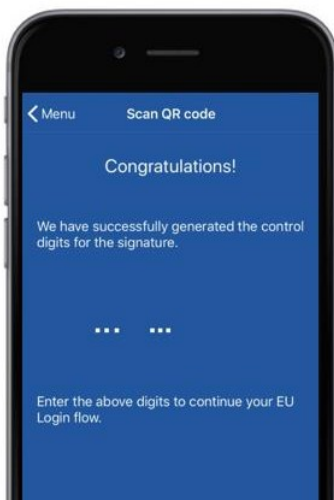 Menu
Scan QR code
Congratulations!
We have successfully generated the control
digits for the signature.
... ...
Enter the above digits to continue your EU
Login flow.